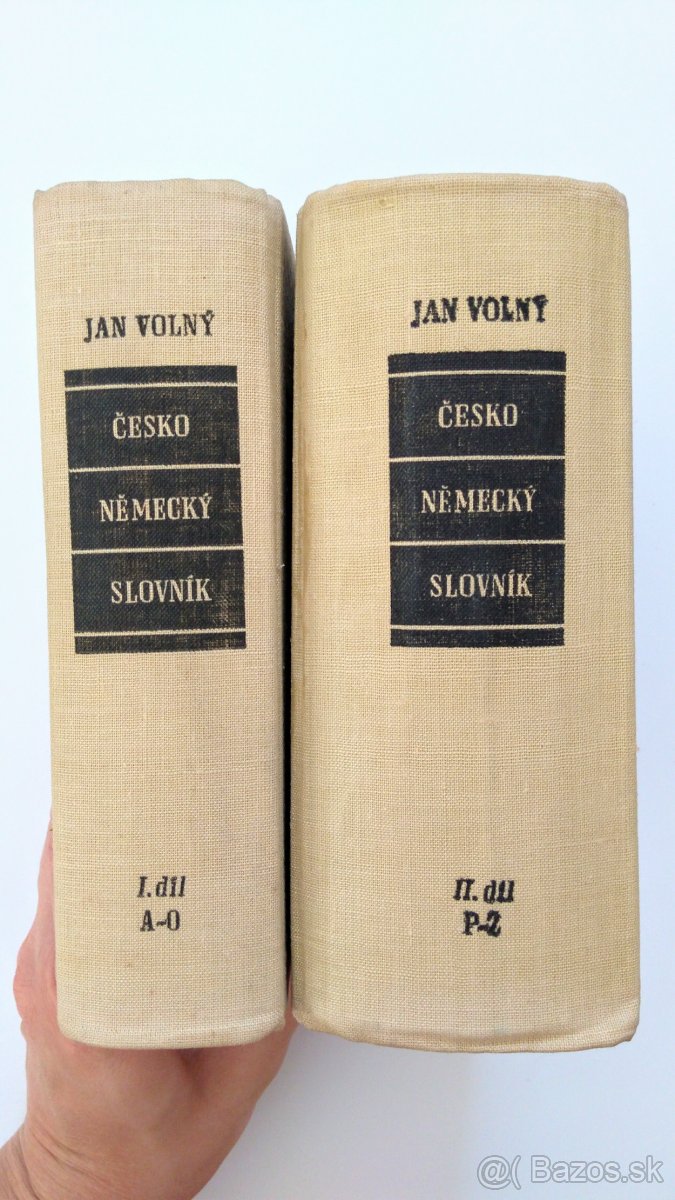 JAN VOLNÝ
ČESKO
NĚMECKÝ
SLOVNÍK
I. díl
A-O
JAN VOLNÝ
ČESKO
NĚMECKÝ
SLOVNÍK
II. díl
P-Z
@( Bazos.sk